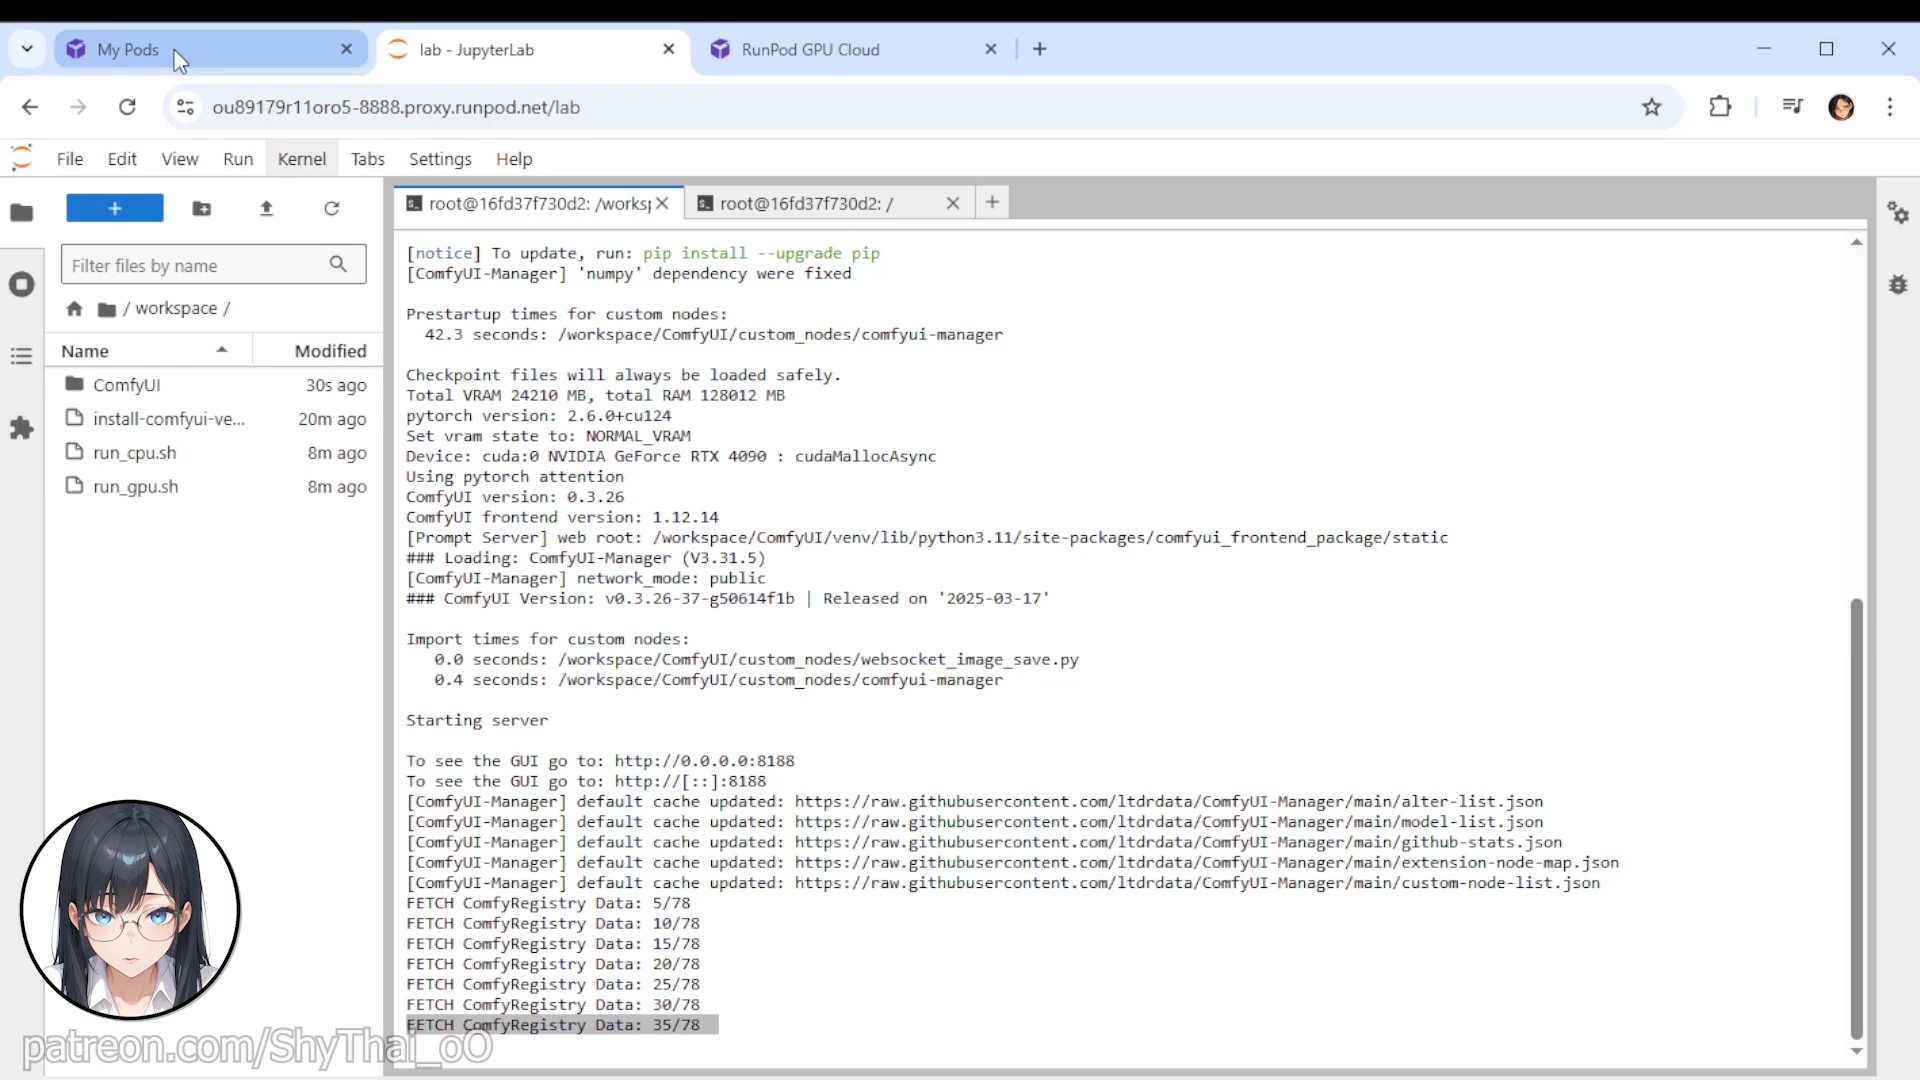 My Pods
lab - JupyterLab
RunPod GPU Cloud
ou89179r11oro5-8888.proxy.runpod.net/lab
File Edit View Run Kernel Tabs Settings Help
+
root@16fd37f730d2: /worksp
root@16fd37f730d2: /
Filter files by name
/ workspace /
Name Modified
ComfyUI 30s ago
install-comfyui-ve... 20m ago
run_cpu.sh 8m ago
run_gpu.sh 8m ago
[notice] To update, run: pip install --upgrade pip
[ComfyUI-Manager] 'numpy' dependency were fixed
Prestartup times for custom nodes:
42.3 seconds: /workspace/ComfyUI/custom_nodes/comfyui-manager
Checkpoint files will always be loaded safely.
Total VRAM 24210 MB, total RAM 128012 MB
pytorch version: 2.6.0+cu124
Set vram state to: NORMAL_VRAM
Device: cuda:0 NVIDIA GeForce RTX 4090 : cudaMallocAsync
Using pytorch attention
ComfyUI version: 0.3.26
ComfyUI frontend version: 1.12.14
[Prompt Server] web root: /workspace/ComfyUI/venv/lib/python3.11/site-packages/comfyui_frontend_package/static
### Loading: ComfyUI-Manager (V3.31.5)
[ComfyUI-Manager] network_mode: public
### ComfyUI Version: v0.3.26-37-g50614f1b | Released on '2025-03-17'
Import times for custom nodes:
0.0 seconds: /workspace/ComfyUI/custom_nodes/websocket_image_save.py
0.4 seconds: /workspace/ComfyUI/custom_nodes/comfyui-manager
Starting server
To see the GUI go to: http://0.0.0.0:8188
To see the GUI go to: http://[::]:8188
[ComfyUI-Manager] default cache updated: https://raw.githubusercontent.com/ltdrdata/ComfyUI-Manager/main/alter-list.json
[ComfyUI-Manager] default cache updated: https://raw.githubusercontent.com/ltdrdata/ComfyUI-Manager/main/model-list.json
[ComfyUI-Manager] default cache updated: https://raw.githubusercontent.com/ltdrdata/ComfyUI-Manager/main/github-stats.json
[ComfyUI-Manager] default cache updated: https://raw.githubusercontent.com/ltdrdata/ComfyUI-Manager/main/extension-node-map.json
[ComfyUI-Manager] default cache updated: https://raw.githubusercontent.com/ltdrdata/ComfyUI-Manager/main/custom-node-list.json
FETCH ComfyRegistry Data: 5/78
FETCH ComfyRegistry Data: 10/78
FETCH ComfyRegistry Data: 15/78
FETCH ComfyRegistry Data: 20/78
FETCH ComfyRegistry Data: 25/78
FETCH ComfyRegistry Data: 30/78
FETCH ComfyRegistry Data: 35/78
patreon.com/ShyThai_oO